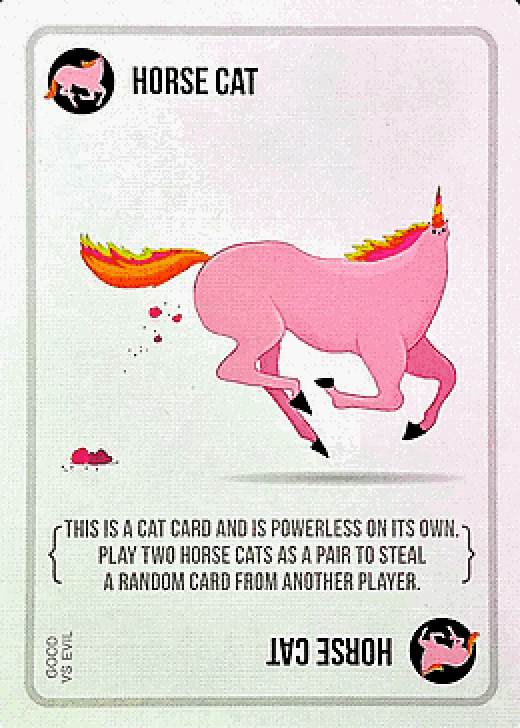 HORSE CAT
THIS IS A CAT CARD AND IS POWERLESS ON ITS OWN.
PLAY TWO HORSE CATS AS A PAIR TO STEAL
A RANDOM CARD FROM ANOTHER PLAYER.
GOOD
VS EVIL
HORSE CAT